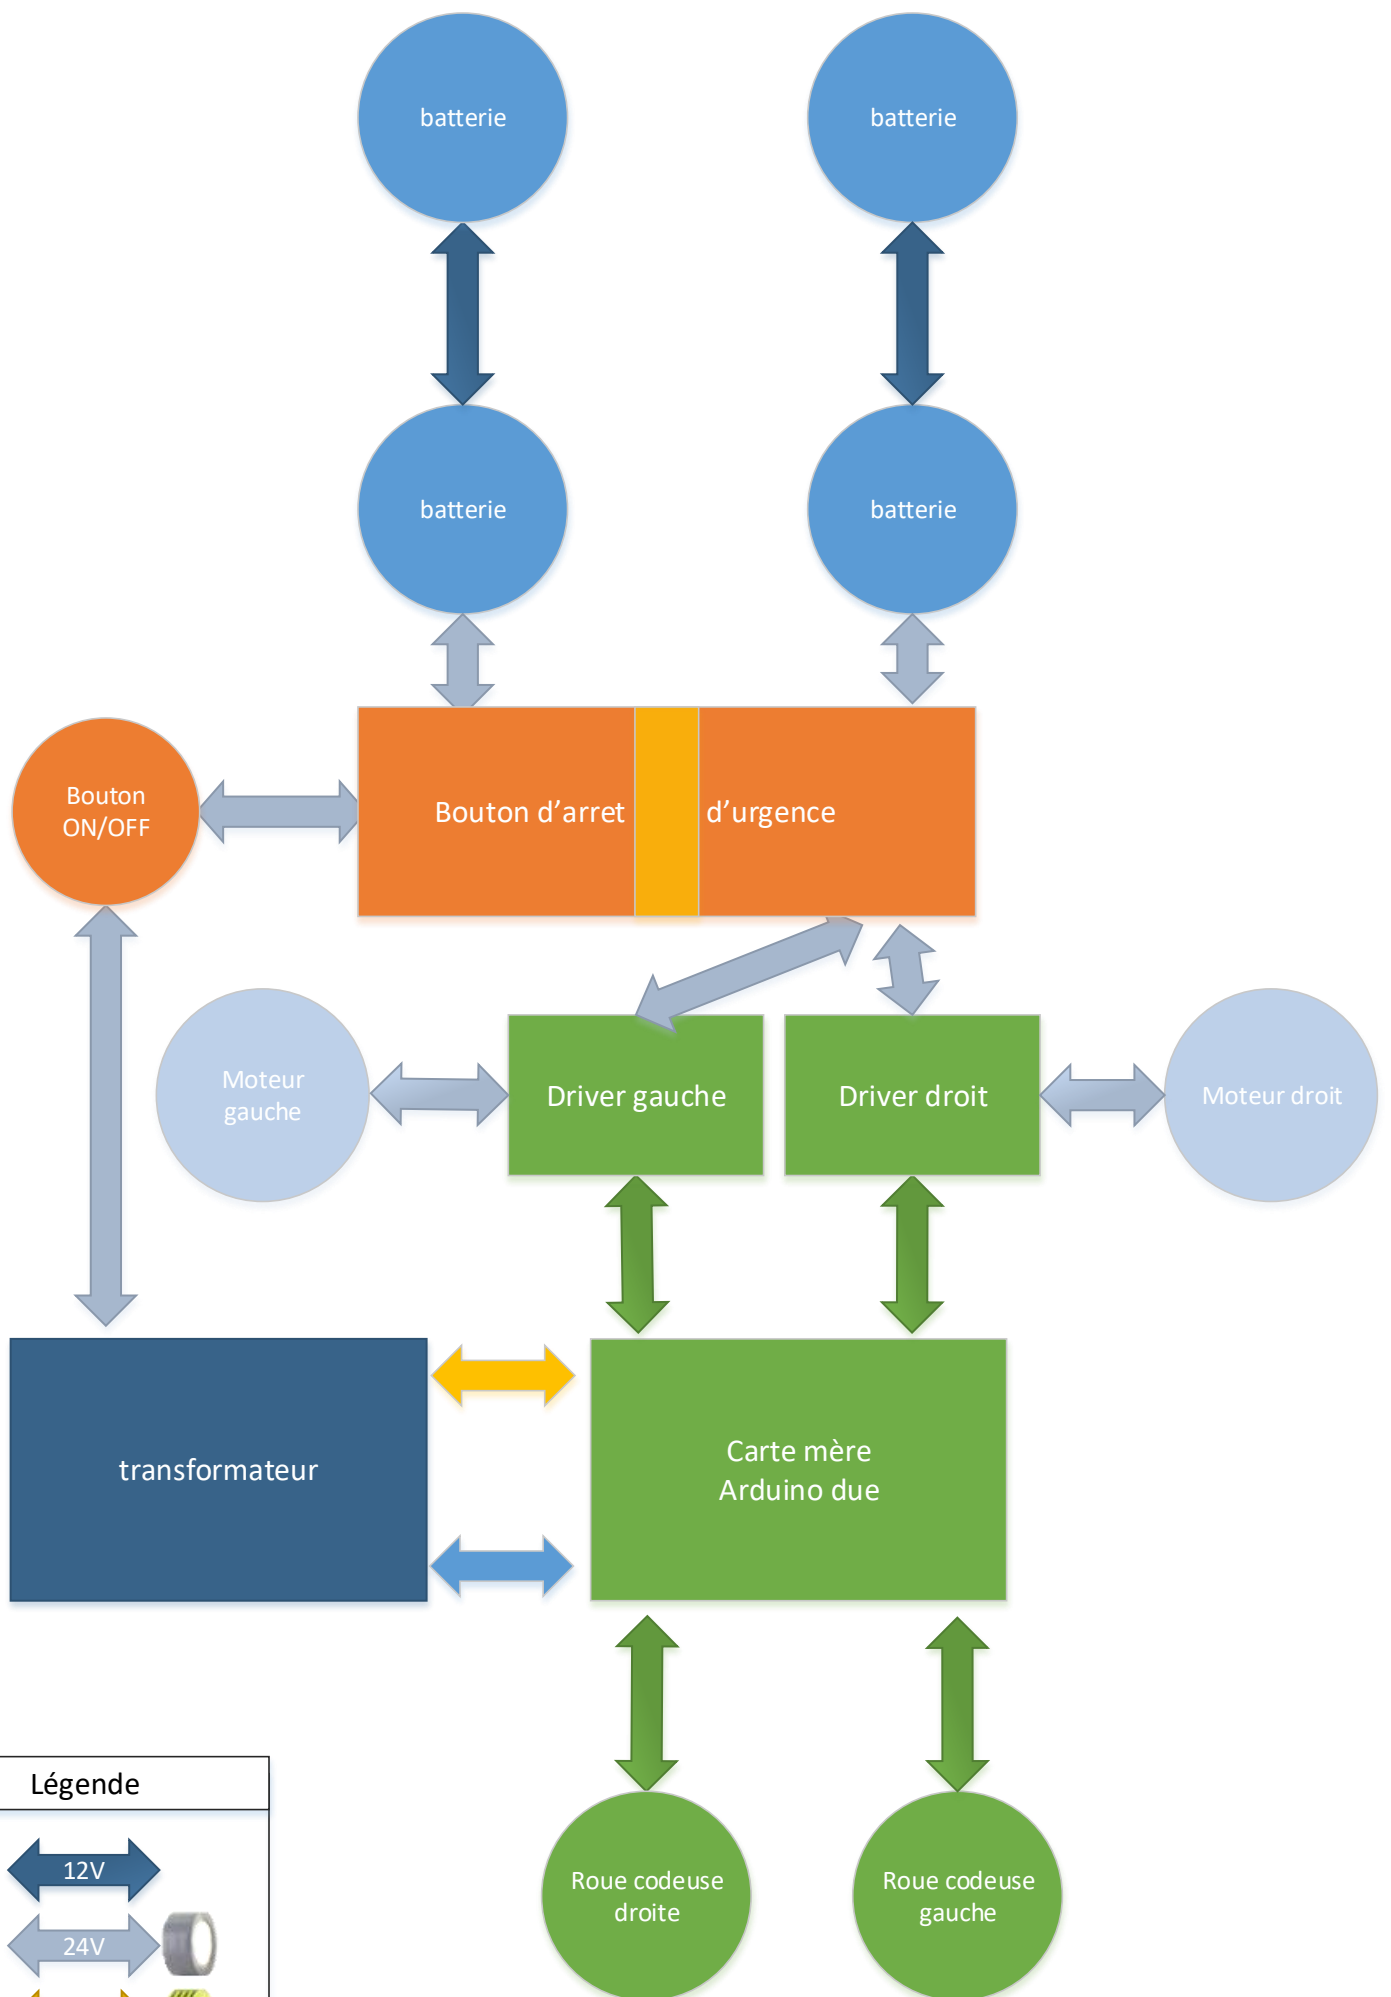 batterie
batterie
batterie
batterie
Bouton
ON/OFF
Bouton d’arret d’urgence
Moteur
gauche
Driver gauche
Driver droit
Moteur droit
transformateur
Carte mère
Arduino due
Légende
12V
24V
Roue codeuse
droite
Roue codeuse
gauche